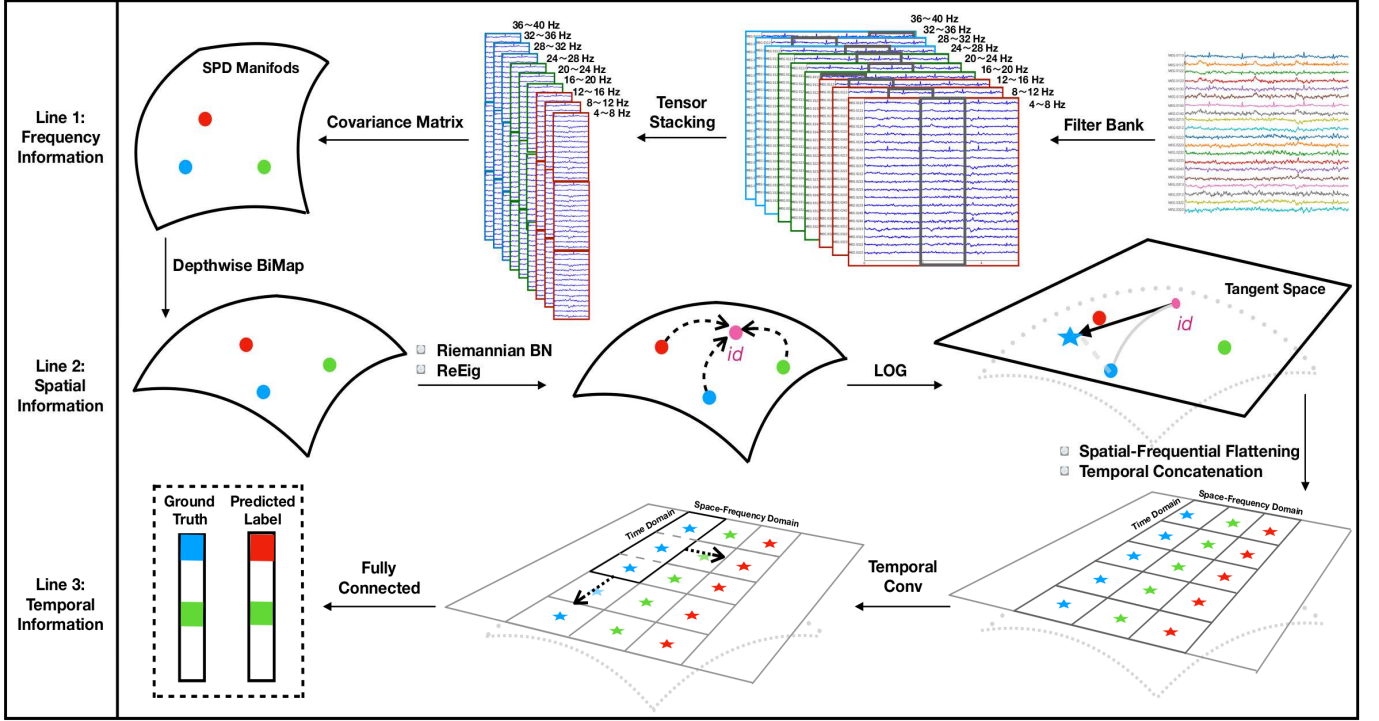 Line 1:
Frequency
Information
SPD Manifods
Covariance Matrix
36~40 Hz
32~36 Hz
28~32 Hz
24~28 Hz
20~24 Hz
16~20 Hz
12~16 Hz
8~12 Hz
4~8 Hz
Tensor
Stacking
36~40 Hz
32~36 Hz
28~32 Hz
24~28 Hz
20~24 Hz
16~20 Hz
12~16 Hz
8~12 Hz
4~8 Hz
Filter Bank
Depthwise BiMap
Line 2:
Spatial
Information
Riemannian BN
ReEig
id
LOG
Tangent Space
id
Spatial-Frequential Flattening
Temporal Concatenation
Line 3:
Temporal
Information
Ground
Truth
Predicted
Label
Fully
Connected
Time Domain
Space-Frequency Domain
Temporal
Conv
Time Domain
Space-Frequency Domain